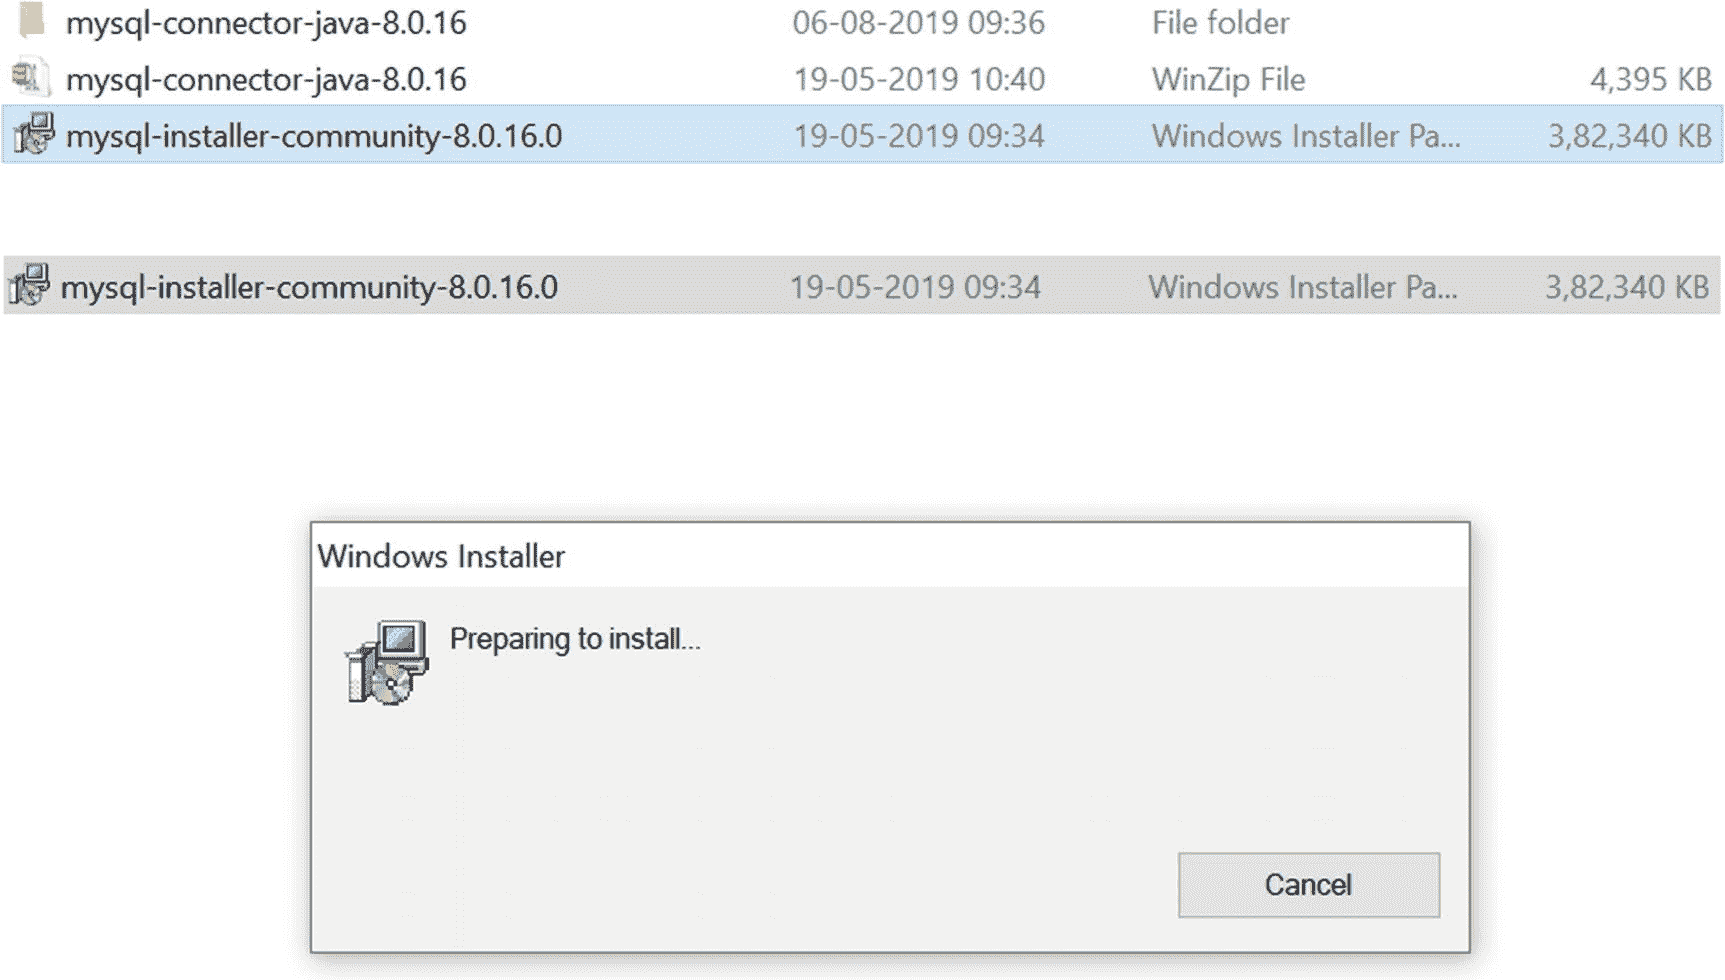 mysql-connector-java-8.0.16 06-08-2019 09:36 File folder
mysql-connector-java-8.0.16 19-05-2019 10:40 WinZip File 4,395 KB
mysql-installer-community-8.0.16.0 19-05-2019 09:34 Windows Installer Pa... 3,82,340 KB
mysql-installer-community-8.0.16.0 19-05-2019 09:34 Windows Installer Pa... 3,82,340 KB
Windows Installer
Preparing to install...
Cancel